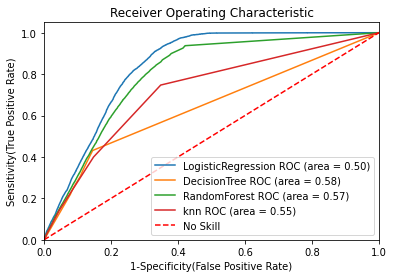 Receiver Operating Characteristic
Sensitivity(True Positive Rate)
1.0
0.8
0.6
0.4
0.2
0.0
LogisticRegression ROC (area = 0.50)
DecisionTree ROC (area = 0.58)
RandomForest ROC (area = 0.57)
knn ROC (area = 0.55)
No Skill
0.0 0.2 0.4 0.6 0.8 1.0
1-Specificity(False Positive Rate)